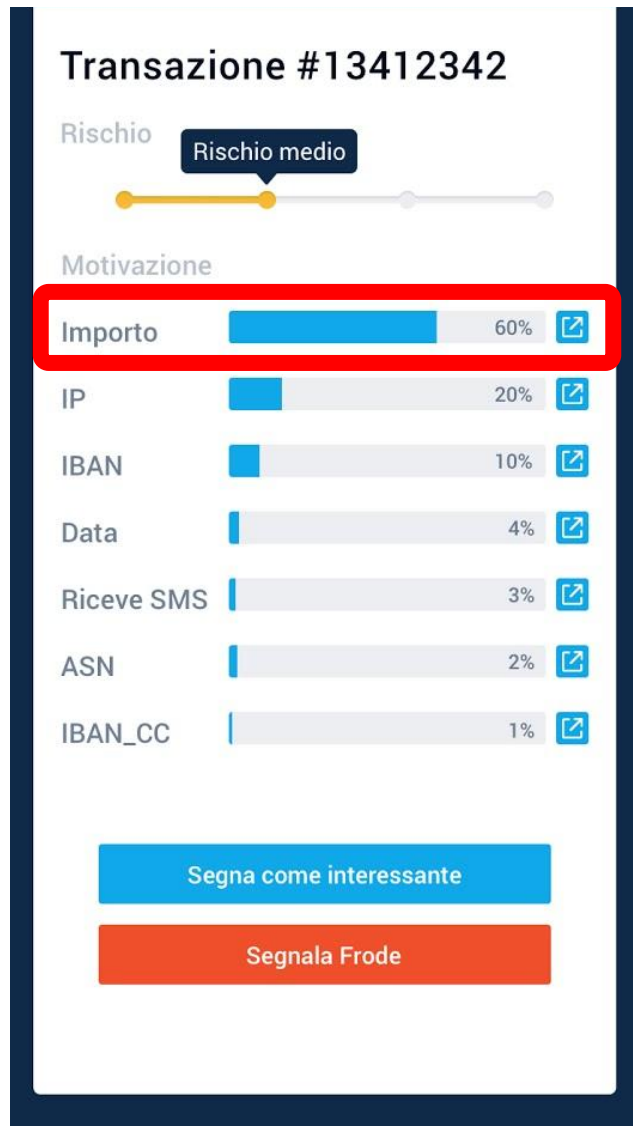 Transazione #13412342
Rischio
Rischio medio
Motivazione
Importo 60%
IP 20%
IBAN 10%
Data 4%
Riceve SMS 3%
ASN 2%
IBAN_CC 1%
Segna come interessante
Segnala Frode